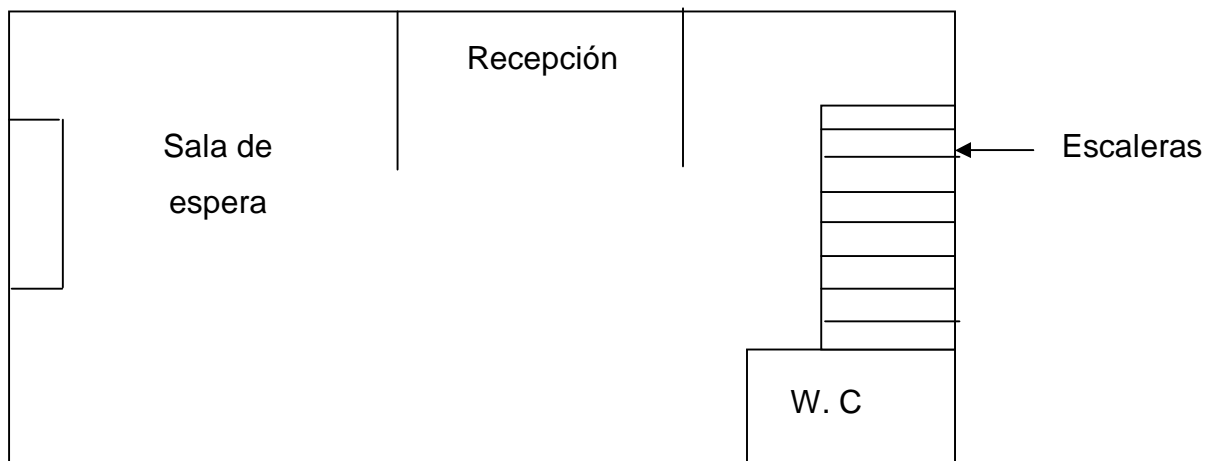 Recepción
Sala de
espera
Escaleras
W. C